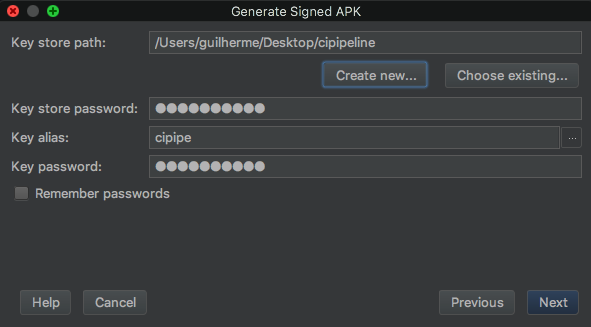 Generate Signed APK
Key store path: /Users/guilherme/Desktop/cipipeline
Create new... Choose existing...
Key store password: ●●●●●●●●●●
Key alias: cipipe ...
Key password: ●●●●●●●●●●
Remember passwords
Help Cancel Previous Next